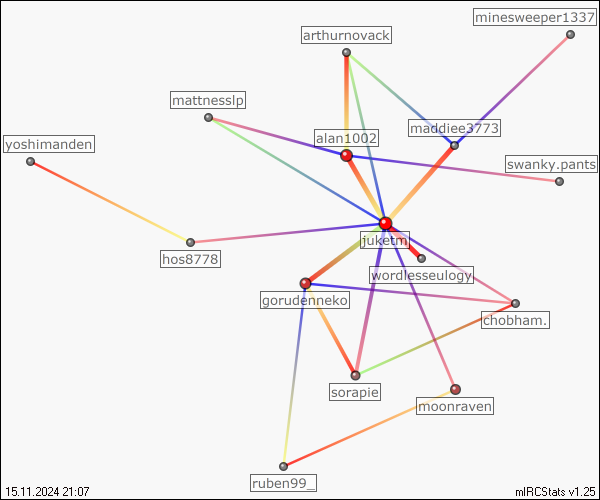 minesweeper1337
arthurnovack
mattnesslp
maddiee3773
alan1002
yoshimanden
swanky.pants
juketm
hos8778
wordlesseulogy
gorudenneko
chobham.
sorapie
moonraven
ruben99_
15.11.2024 21:07
mIRCStats v1.25